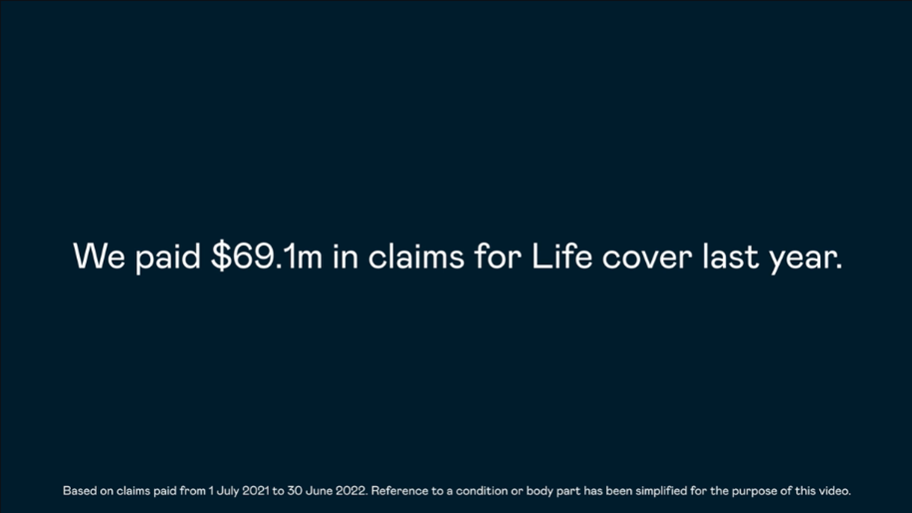 We paid $69.1m in claims for Life cover last year.
Based on claims paid from 1 July 2021 to 30 June 2022. Reference to a condition or body part has been simplified for the purpose of this video.